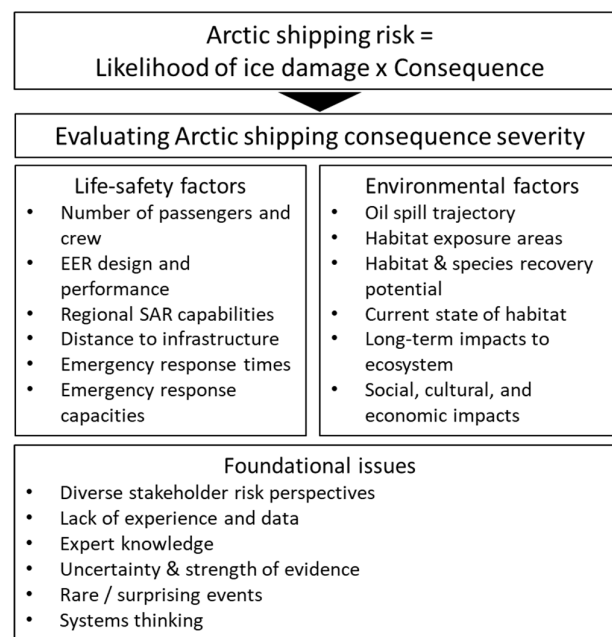 Arctic shipping risk =
Likelihood of ice damage x Consequence
Evaluating Arctic shipping consequence severity
Life-safety factors
• Number of passengers and
crew
• EER design and
performance
• Regional SAR capabilities
• Distance to infrastructure
• Emergency response times
• Emergency response
capacities
Environmental factors
• Oil spill trajectory
• Habitat exposure areas
• Habitat & species recovery
potential
• Current state of habitat
• Long-term impacts to
ecosystem
• Social, cultural, and
economic impacts
Foundational issues
• Diverse stakeholder risk perspectives
• Lack of experience and data
• Expert knowledge
• Uncertainty & strength of evidence
• Rare / surprising events
• Systems thinking